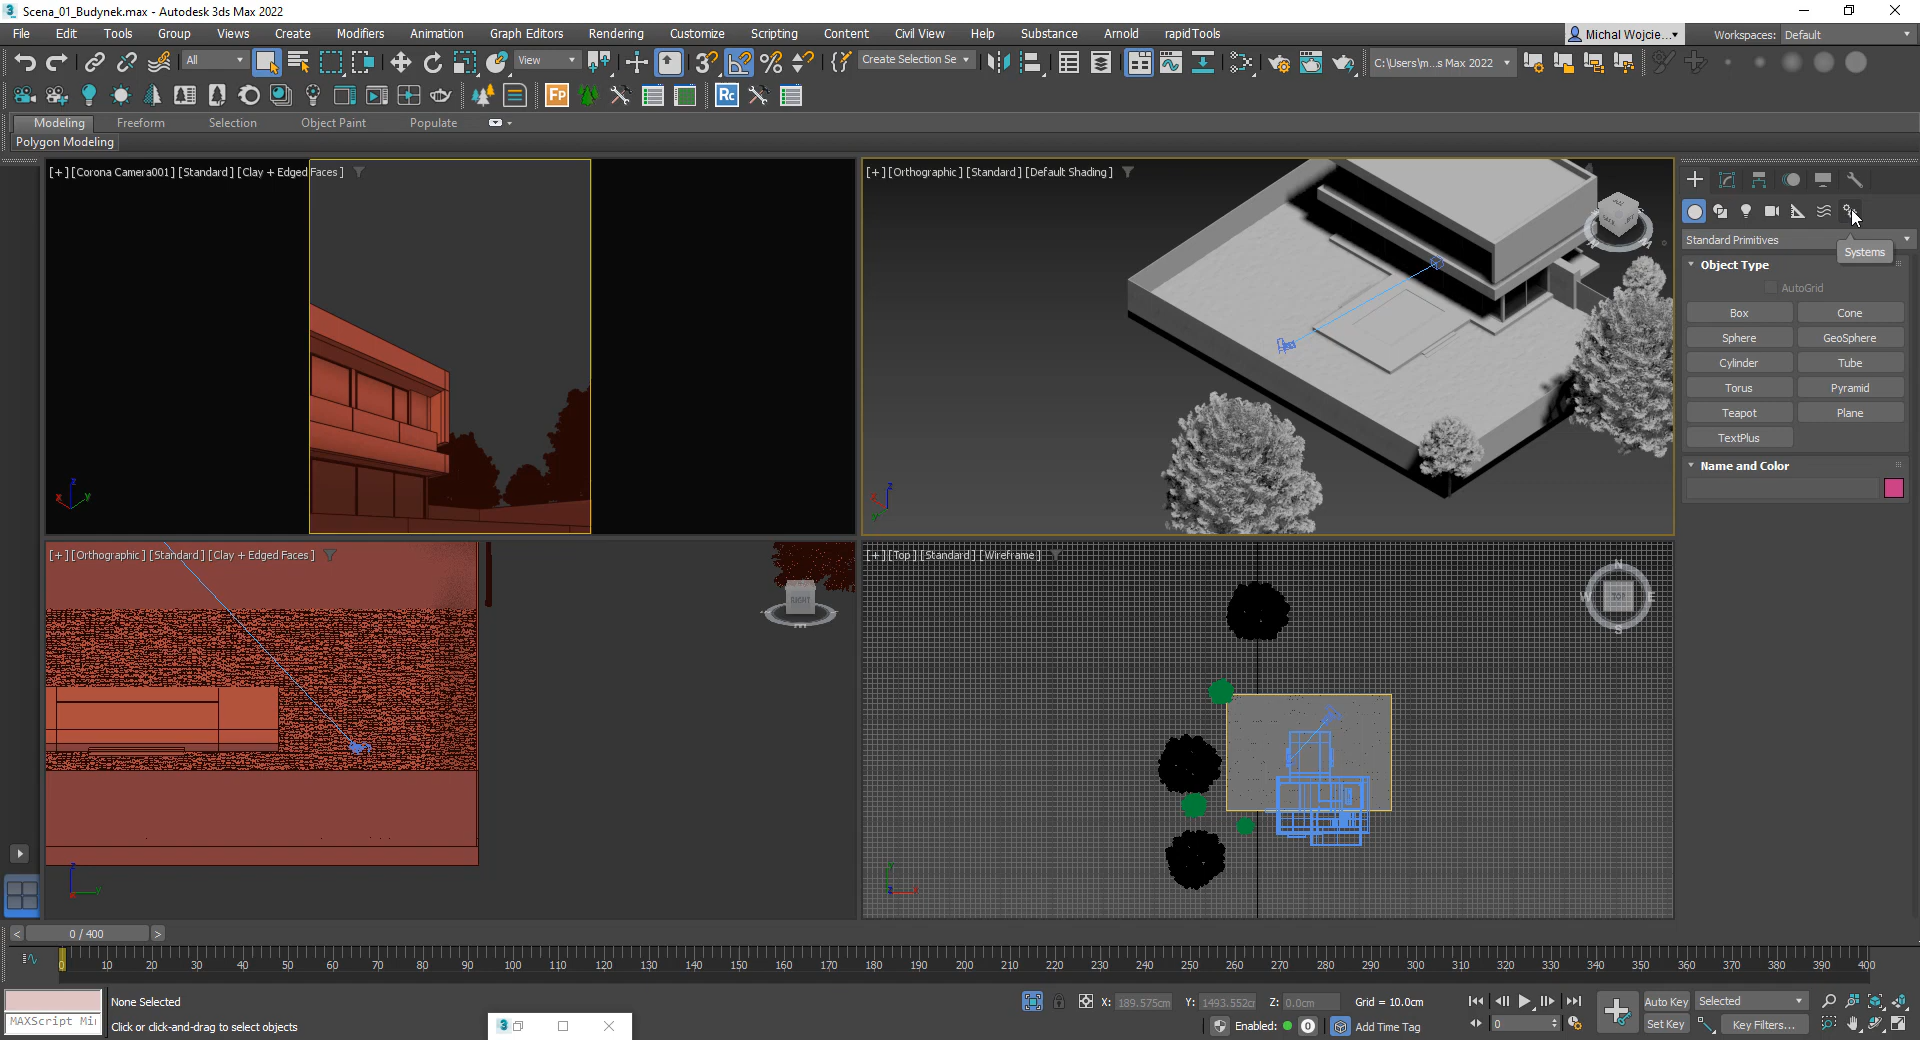 Scena_01_Budynek.max - Autodesk 3ds Max 2022
File Edit Tools Group Views Create Modifiers Animation Graph Editors Rendering Customize Scripting Content Civil View Help Substance Arnold rapidTools
Michal Wojcie... Workspaces: Default
All View Create Selection Se C:\Users\m...s Max 2022
Fp Rc
Modeling Freeform Selection Object Paint Populate
Polygon Modeling
[+] [Corona Camera001] [Standard] [Clay + Edged Faces]
[+] [Orthographic] [Standard] [Default Shading]
Standard Primitives
Systems
Object Type
AutoGrid
Box Cone
Sphere GeoSphere
Cylinder Tube
Torus Pyramid
Teapot Plane
TextPlus
Name and Color
[+] [Orthographic] [Standard] [Clay + Edged Faces]
RIGHT
[+] [Top] [Standard] [Wireframe]
N
W TOP E
S
< 0 / 400 >
0 10 20 30 40 50 60 70 80 90 100 110 120 130 140 150 160 170 180 190 200 210 220 230 240 250 260 270 280 290 300 310 320 330 340 350 360 370 380 390 400
None Selected
MAXScript Mi
Click or click-and-drag to select objects
X: 189.575cm Y: 1493.552c Z: 0.0cm Grid = 10.0cm
Enabled: 0 Add Time Tag
0
Auto Key Selected
Set Key Key Filters...